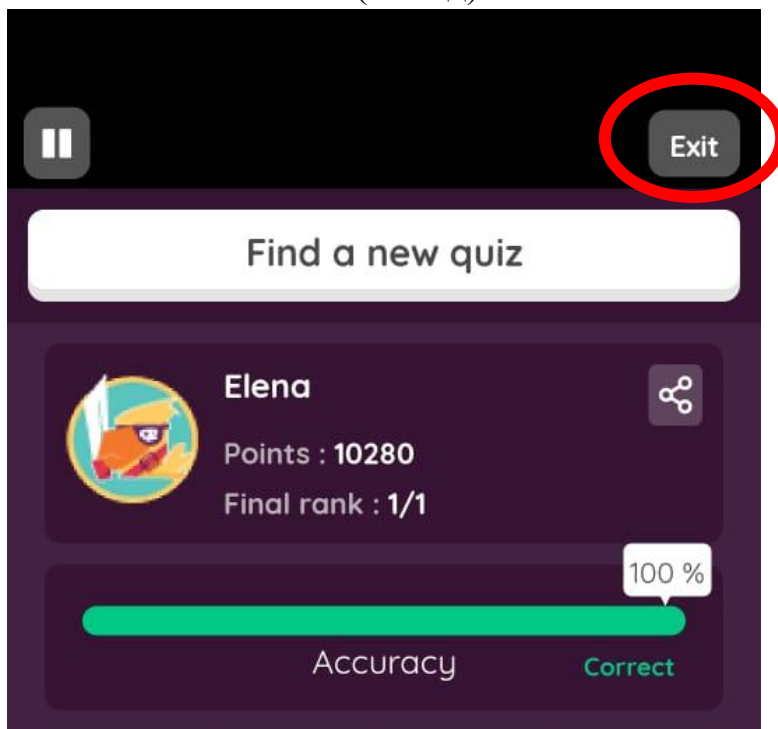 Exit
Find a new quiz
Elena
Points : 10280
Final rank : 1/1
100 %
Accuracy
Correct